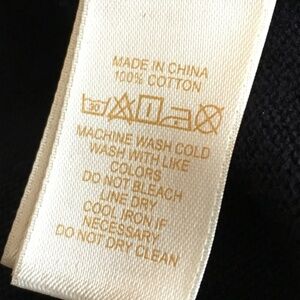 MADE IN CHINA
100% COTTON
30
MACHINE WASH COLD
WASH WITH LIKE
COLORS
DO NOT BLEACH
LINE DRY
COOL IRON IF
NECESSARY
DO NOT DRY CLEAN